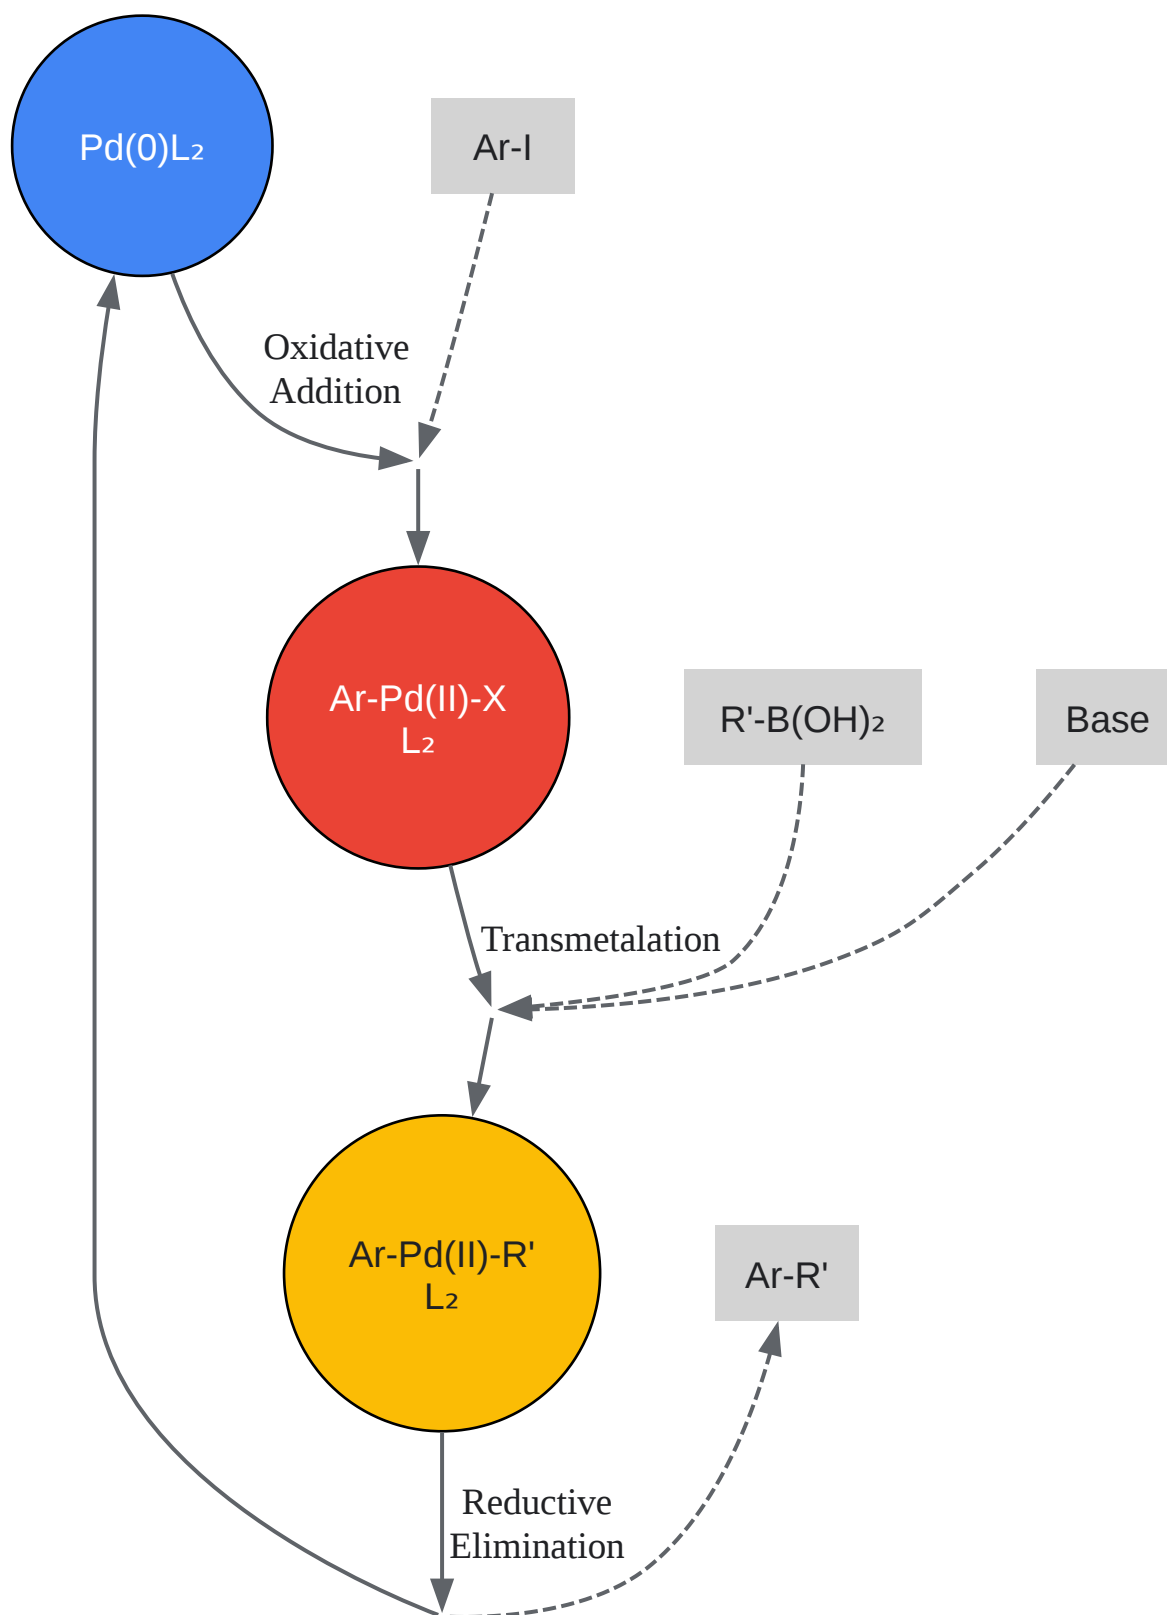 Pd(0)L₂
Ar-I
Oxidative
Addition
Ar-Pd(II)-X
L₂
R'-B(OH)₂
Base
Transmetalation
Ar-Pd(II)-R'
L₂
Ar-R'
Reductive
Elimination